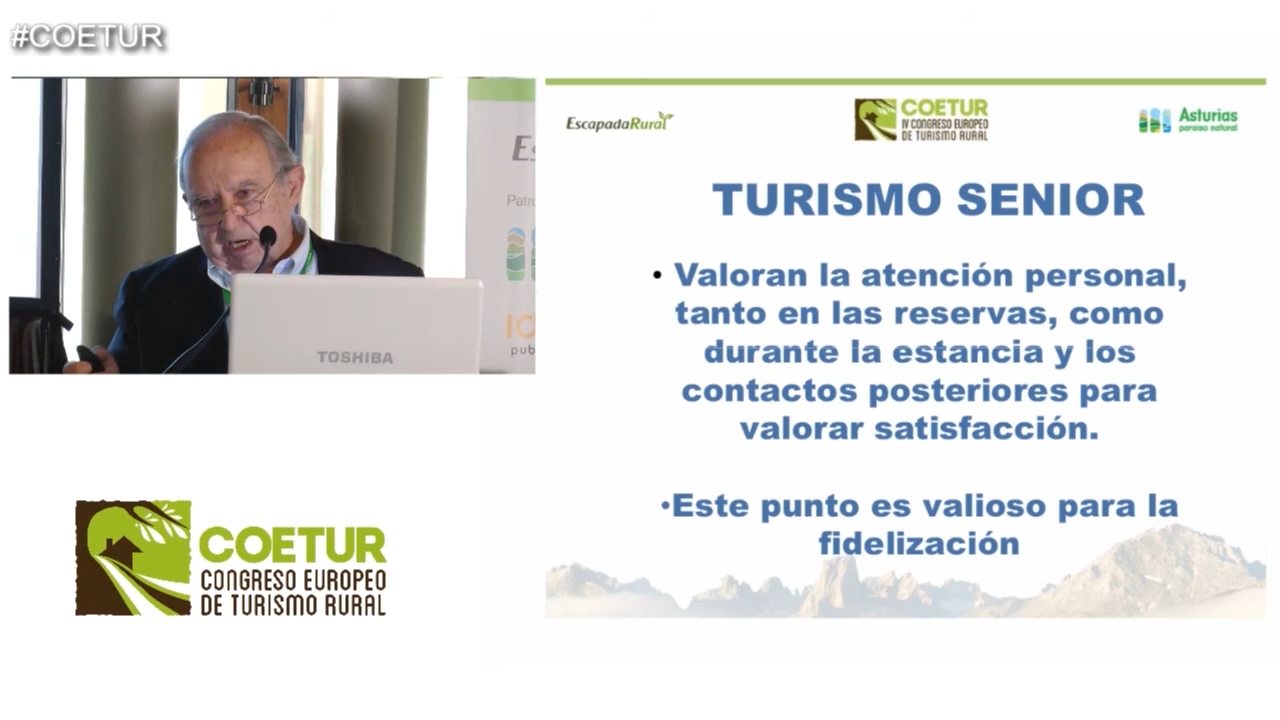 #COETUR
TOSHIBA
EscapadaRural
COETUR
IV CONGRESO EUROPEO
DE TURISMO RURAL
Asturias
paraíso natural
TURISMO SENIOR
• Valoran la atención personal,
tanto en las reservas, como
durante la estancia y los
contactos posteriores para
valorar satisfacción.
•Este punto es valioso para la
fidelización
COETUR
CONGRESO EUROPEO
DE TURISMO RURAL